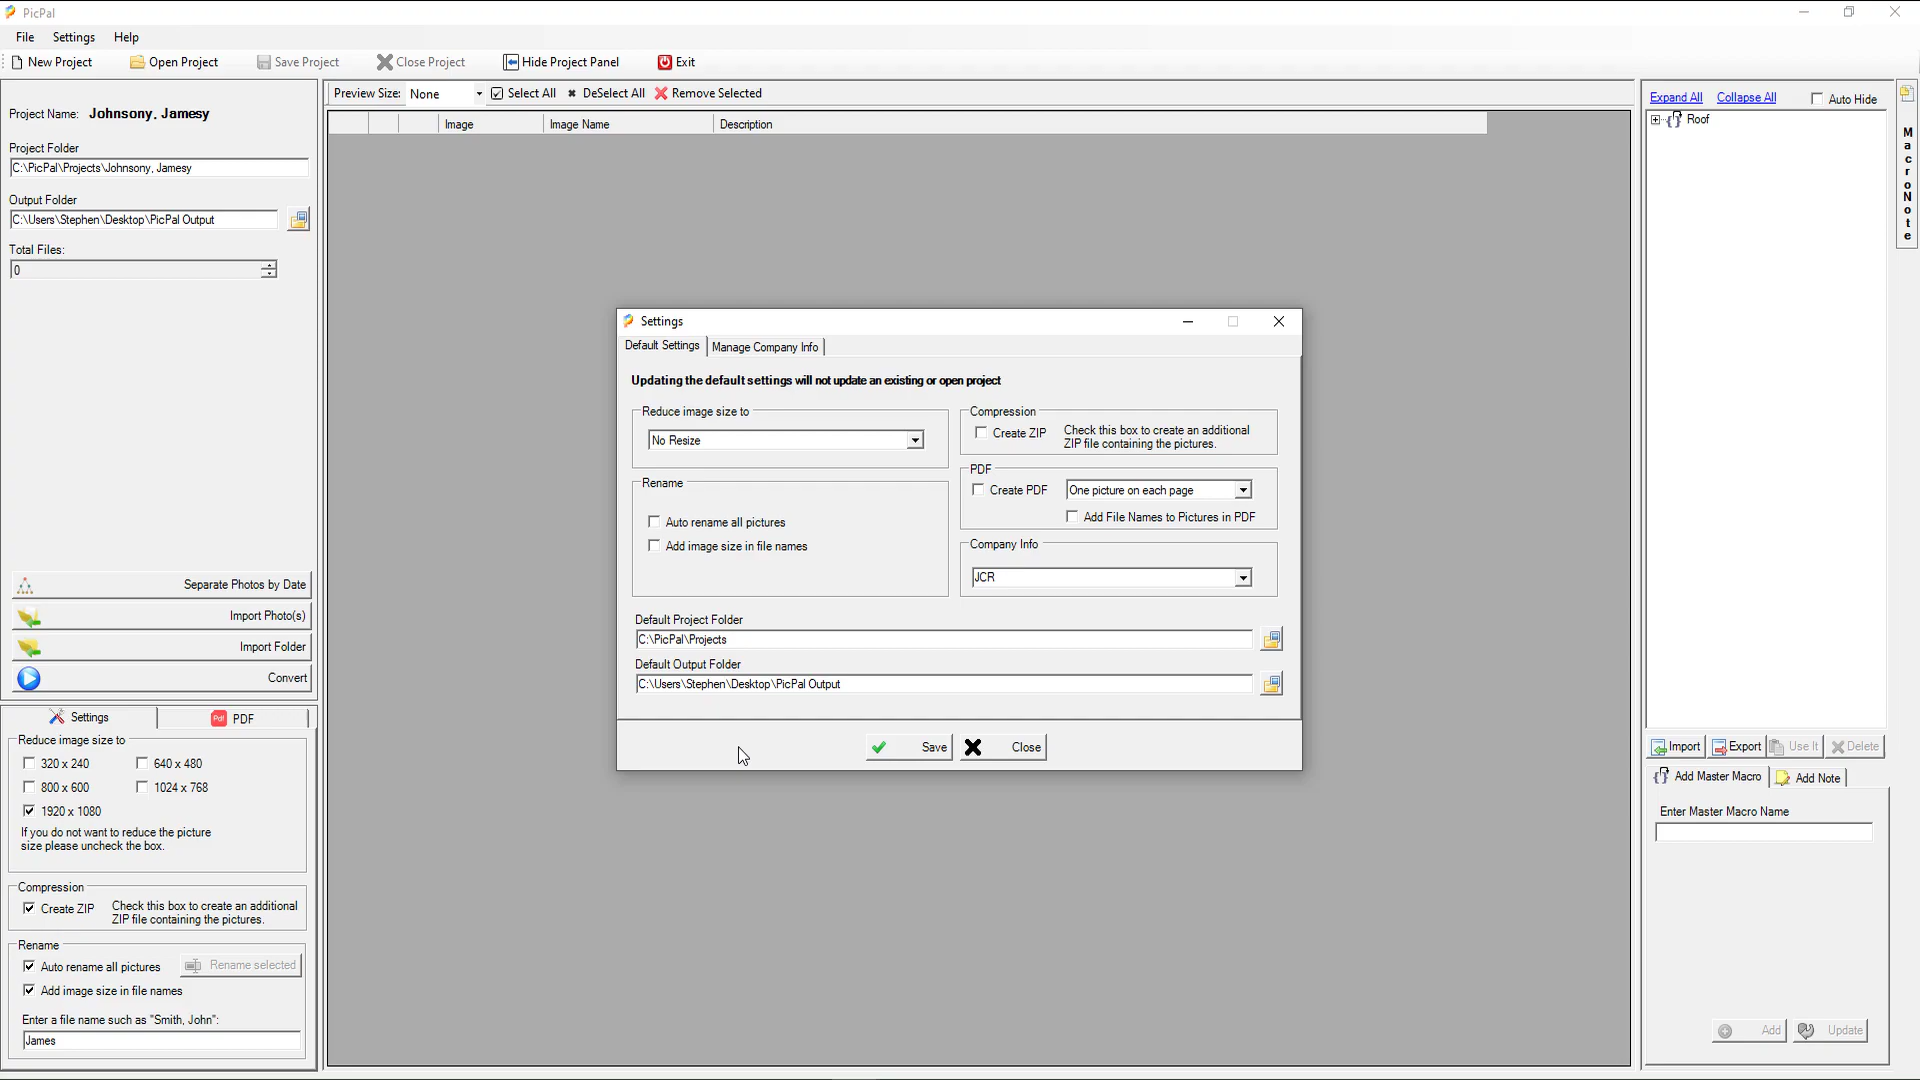 PicPal
File Settings Help
New Project Open Project Save Project Close Project Hide Project Panel Exit
Project Name: Johnsony, Jamesy
Project Folder
C:\PicPal\Projects\Johnsony, Jamesy
Output Folder
C:\Users\Stephen\Desktop\PicPal Output
Total Files:
0
Separate Photos by Date
Import Photo(s)
Import Folder
Convert
Settings PDF
Reduce image size to
320 x 240 640 x 480
800 x 600 1024 x 768
1920 x 1080
If you do not want to reduce the picture
size please uncheck the box.
Compression
Create ZIP
Check this box to create an additional
ZIP file containing the pictures.
Rename
Auto rename all pictures Rename selected
Add image size in file names
Enter a file name such as "Smith, John":
James
Preview Size: None Select All DeSelect All Remove Selected
Image Image Name Description
Settings
Default Settings Manage Company Info
Updating the default settings will not update an existing or open project
Reduce image size to
No Resize
Rename
Auto rename all pictures
Add image size in file names
Compression
Create ZIP
Check this box to create an additional
ZIP file containing the pictures.
PDF
Create PDF One picture on each page
Add File Names to Pictures in PDF
Company Info
JCR
Default Project Folder
C:\PicPal\Projects
Default Output Folder
C:\Users\Stephen\Desktop\PicPal Output
Save Close
Expand All Collapse All Auto Hide
Roof
MacroNote
Import Export Use It Delete
Add Master Macro Add Note
Enter Master Macro Name
Add Update